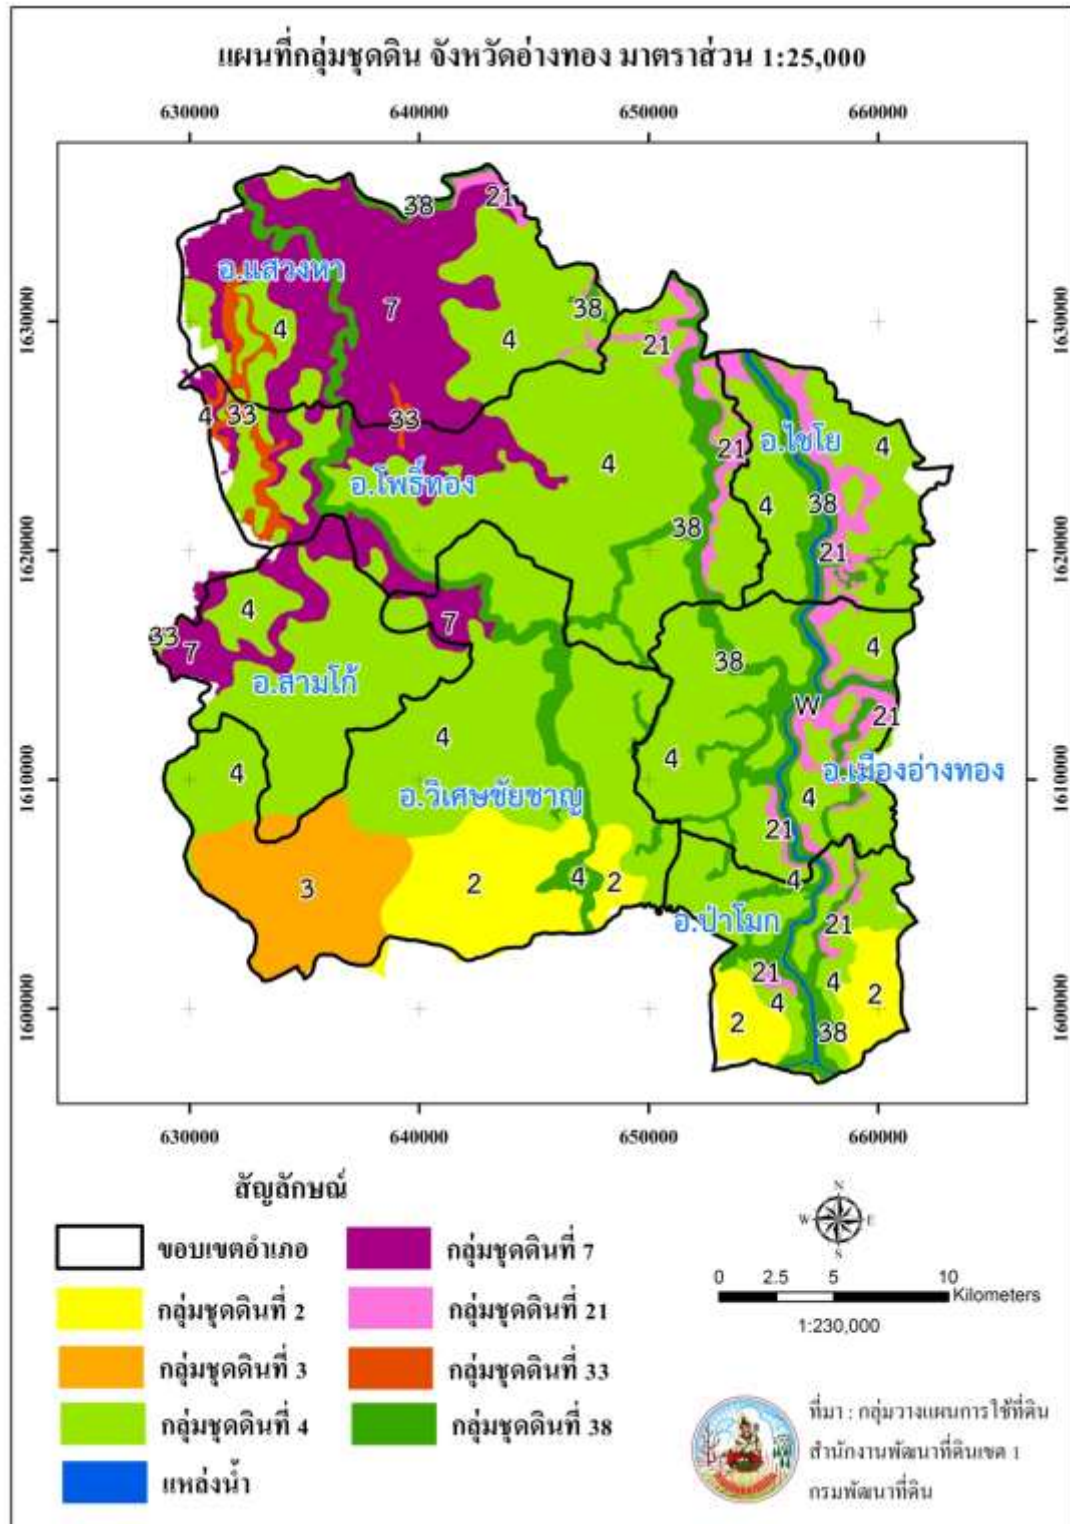 แผนที่กลุ่มชุดดิน จังหวัดอ่างทอง มาตราส่วน 1:25,000
630000 640000 650000 660000
38 21
อ.แสวงหา
7 38
1630000 4 4 21 1630000
4 33 33 อ.ไชโย
21 4
อ.โพธิ์ทอง 4 4 38
38
1620000 21 1620000
4 7
33 7 4
38
อ.สามโก้
W 21
4 4
4 อ.เมืองอ่างทอง
1610000 1610000
อ.วิเศษชัยชาญ 4
21
3 2 4 2 4
อ.ป่าโมก 21
21 4 2
1600000 2 4 38 1600000
630000 640000 650000 660000
สัญลักษณ์
ขอบเขตอำเภอ
กลุ่มชุดดินที่ 2
กลุ่มชุดดินที่ 3
กลุ่มชุดดินที่ 4
แหล่งน้ำ
กลุ่มชุดดินที่ 7
กลุ่มชุดดินที่ 21
กลุ่มชุดดินที่ 33
กลุ่มชุดดินที่ 38
N
W E
S
0 2.5 5 10
Kilometers
1:230,000
ที่มา : กลุ่มวางแผนการใช้ที่ดิน
สำนักงานพัฒนาที่ดินเขต 1
กรมพัฒนาที่ดิน